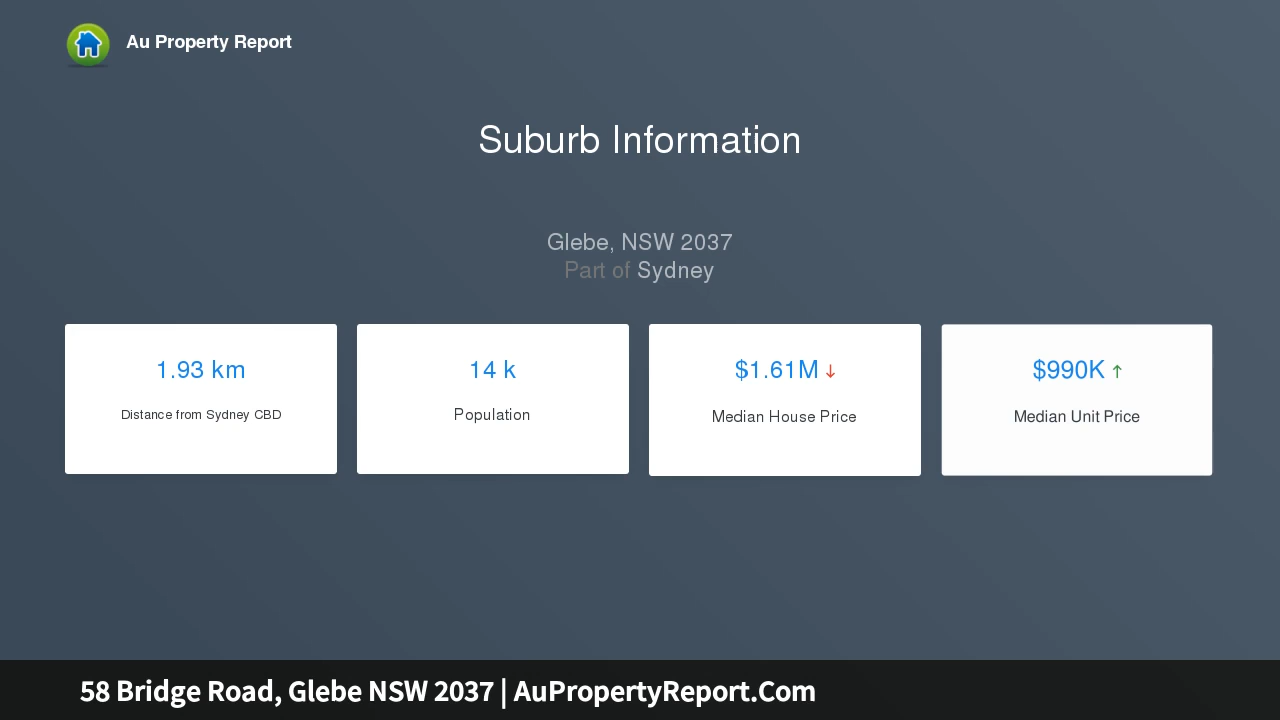 Au Property Report
Suburb Information
Glebe, NSW 2037
Part of Sydney
1.93 km
Distance from Sydney CBD
14 k
Population
$1.61M ↓
Median House Price
$990K ↑
Median Unit Price
58 Bridge Road, Glebe NSW 2037 | AuPropertyReport.Com